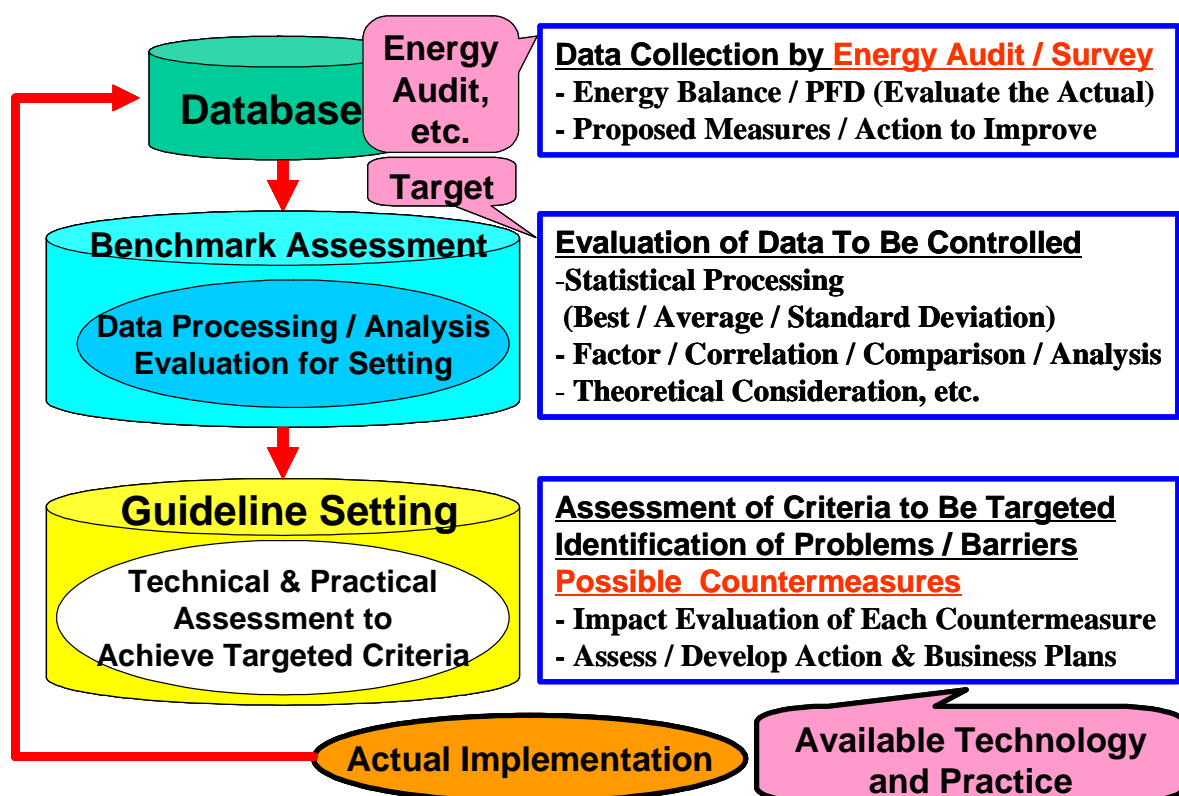 Database
Energy
Audit,
etc.
Data Collection by Energy Audit / Survey
- Energy Balance / PFD (Evaluate the Actual)
- Proposed Measures / Action to Improve
Target
Benchmark Assessment
Data Processing / Analysis
Evaluation for Setting
Evaluation of Data To Be Controlled
-Statistical Processing
(Best / Average / Standard Deviation)
- Factor / Correlation / Comparison / Analysis
- Theoretical Consideration, etc.
Guideline Setting
Technical & Practical
Assessment to
Achieve Targeted Criteria
Assessment of Criteria to Be Targeted
Identification of Problems / Barriers
Possible Countermeasures
- Impact Evaluation of Each Countermeasure
- Assess / Develop Action & Business Plans
Actual Implementation
Available Technology
and Practice